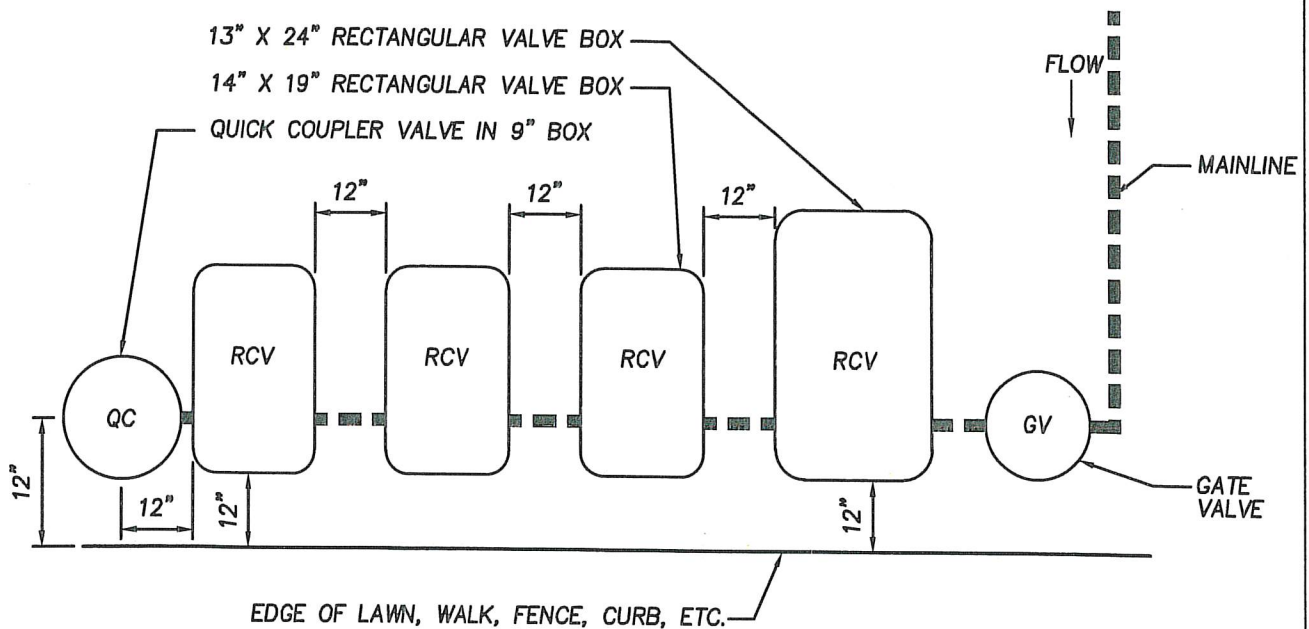 13" X 24" RECTANGULAR VALVE BOX
14" X 19" RECTANGULAR VALVE BOX
QUICK COUPLER VALVE IN 9" BOX
FLOW
MAINLINE
12"
12"
12"
RCV
RCV
RCV
RCV
QC
GV
GATE
VALVE
12"
12"
12"
12"
EDGE OF LAWN, WALK, FENCE, CURB, ETC.